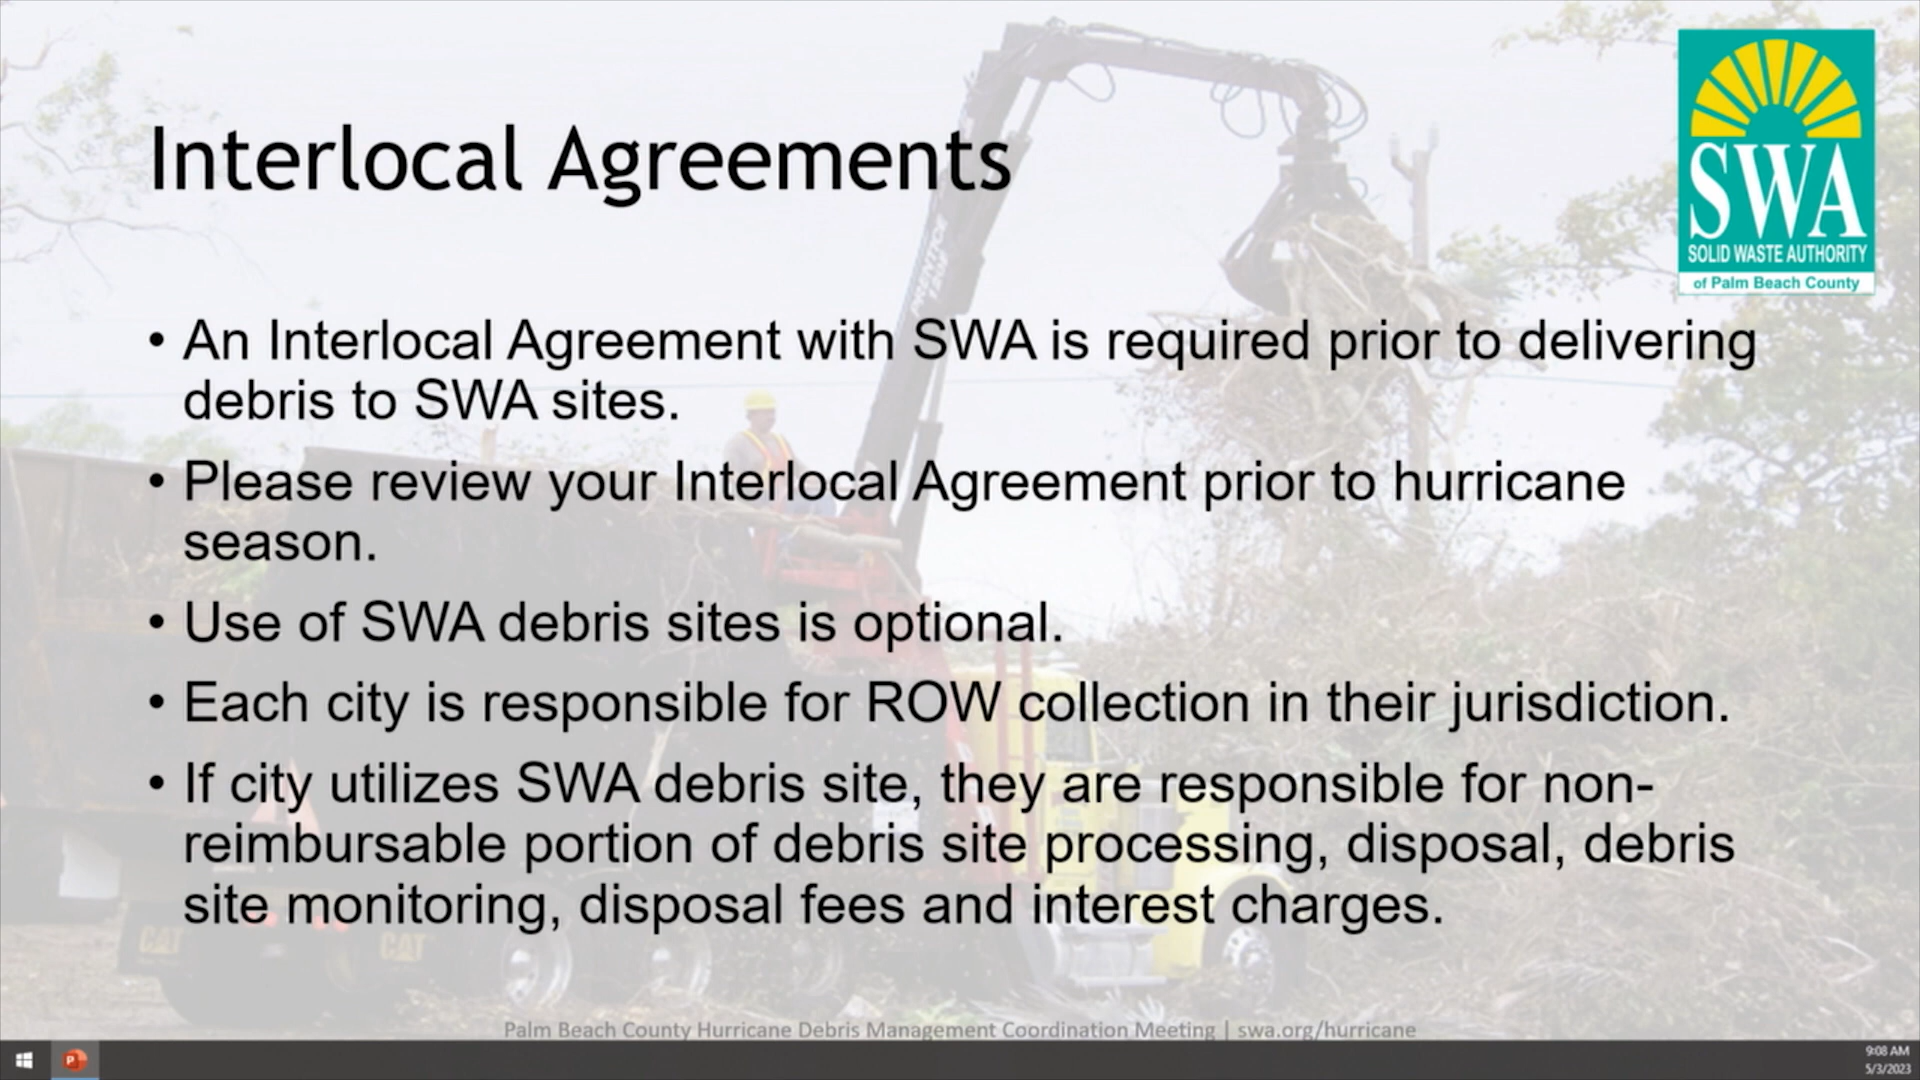 Interlocal Agreements
SWA
SOLID WASTE AUTHORITY
of Palm Beach County
• An Interlocal Agreement with SWA is required prior to delivering
debris to SWA sites.
• Please review your Interlocal Agreement prior to hurricane
season.
• Use of SWA debris sites is optional.
• Each city is responsible for ROW collection in their jurisdiction.
• If city utilizes SWA debris site, they are responsible for non-
reimbursable portion of debris site processing, disposal, debris
site monitoring, disposal fees and interest charges.
CAT CAT
Palm Beach County Hurricane Debris Management Coordination Meeting | swa.org/hurricane
P
9:08 AM
5/3/2023